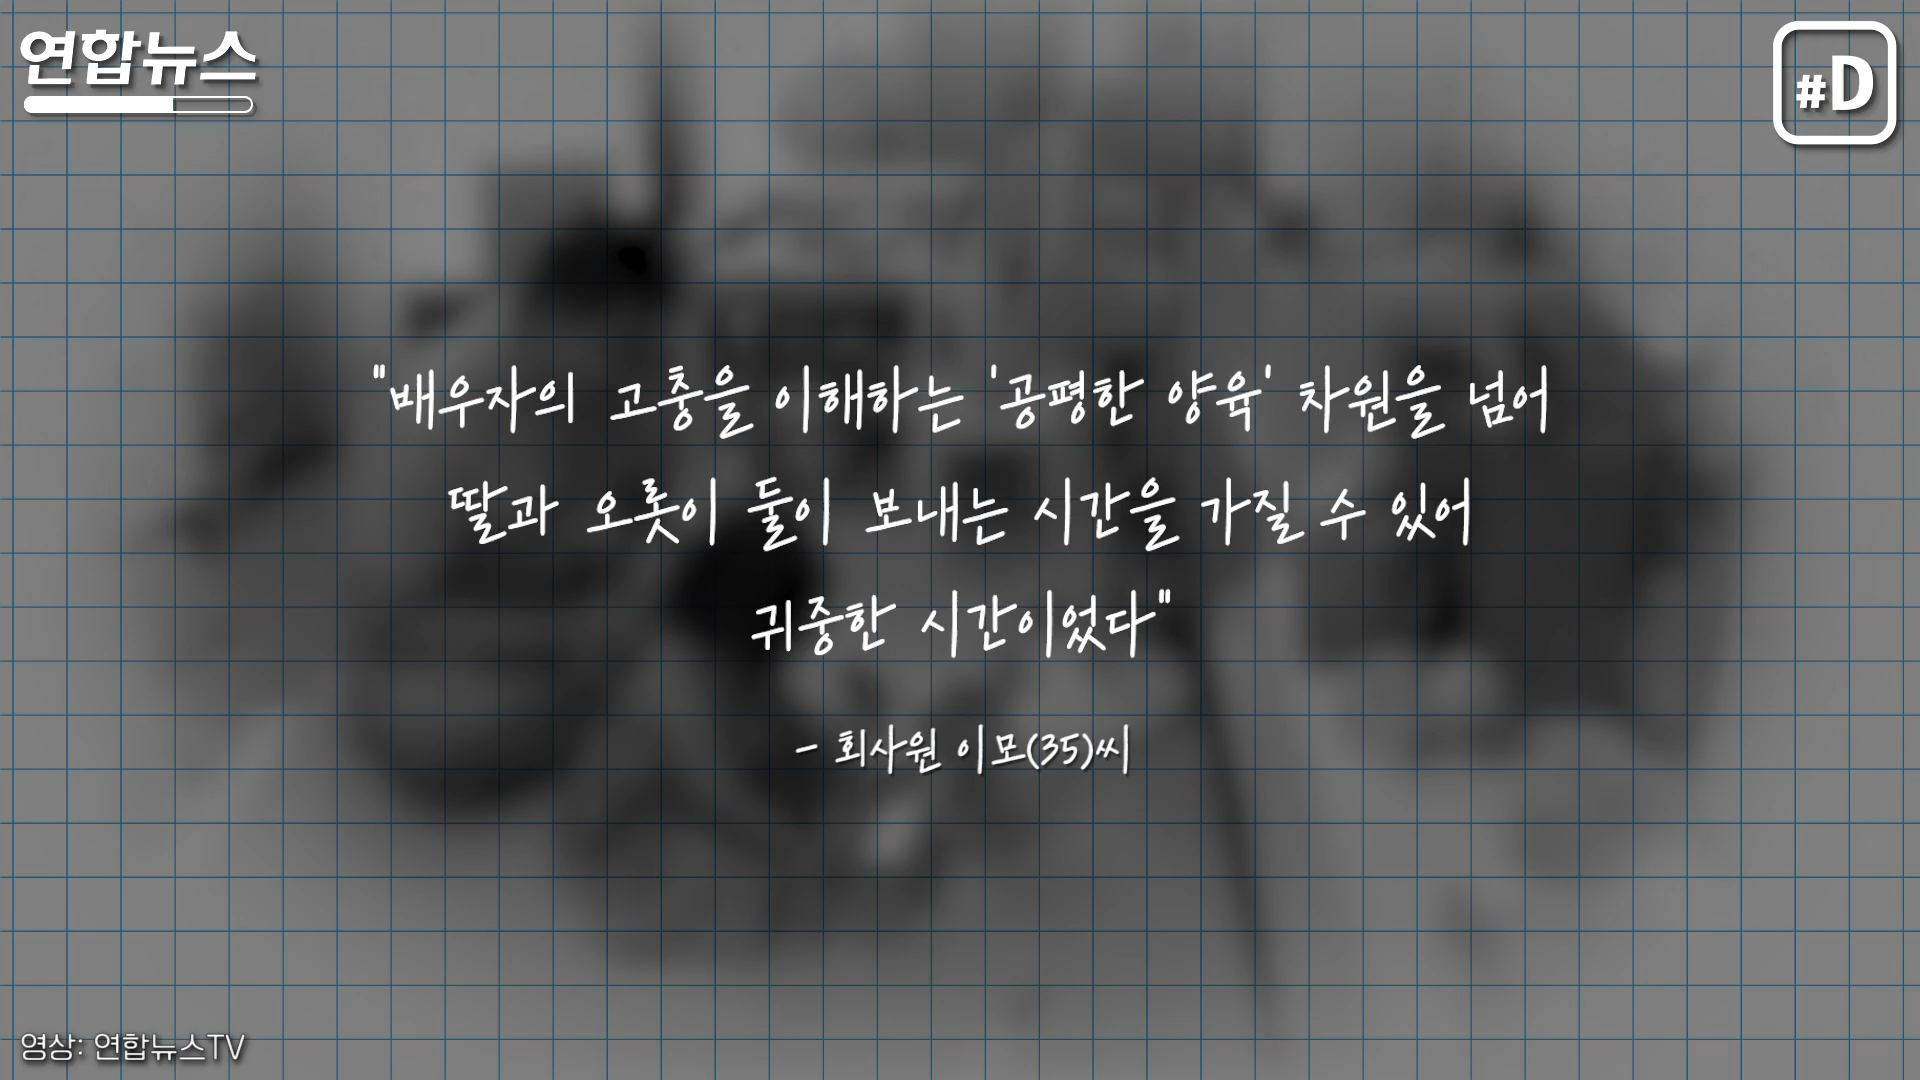 연합뉴스
#D
"배우자의 고충을 이해하는 '공평한 양육' 차원을 넘어
딸과 오롯이 둘이 보내는 시간을 가질 수 있어
귀중한 시간이었다"
- 회사원 이모(35)씨
영상: 연합뉴스TV